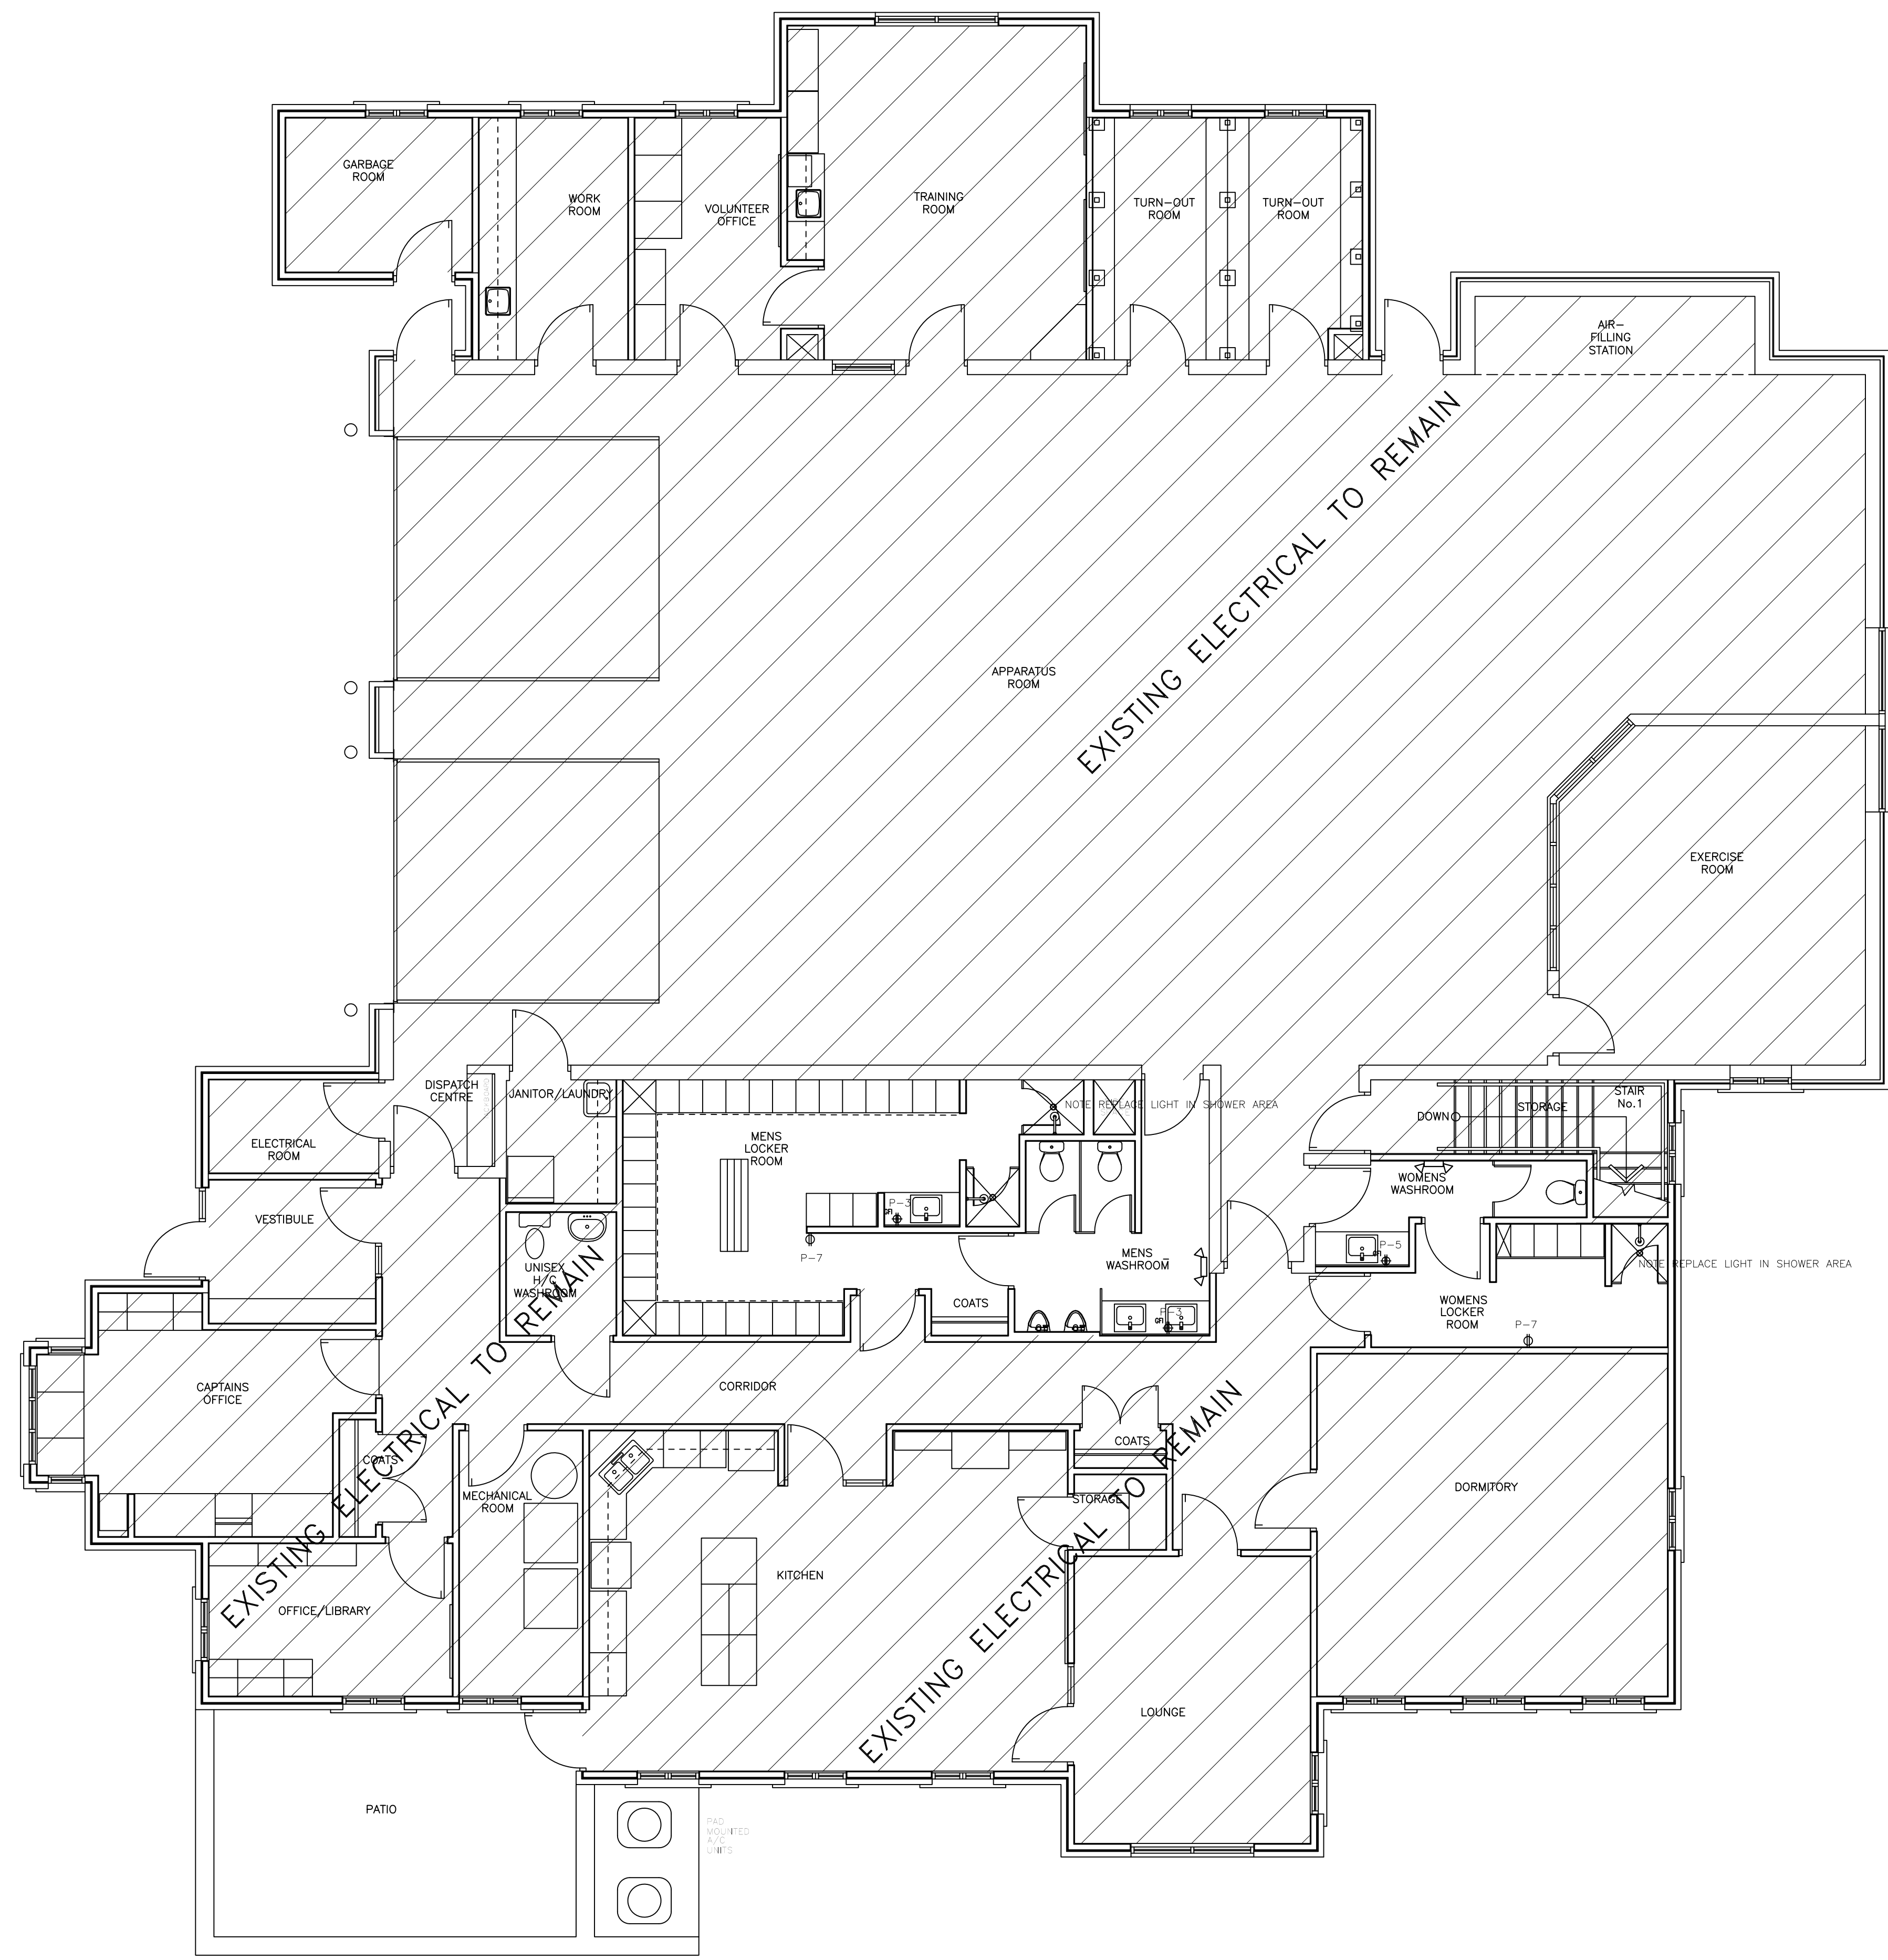 GARBAGE
ROOM
WORK
ROOM
VOLUNTEER
OFFICE
TRAINING
ROOM
TURN-OUT
ROOM
TURN-OUT
ROOM
AIR-
FILLING
STATION
EXISTING ELECTRICAL TO REMAIN
APPARATUS
ROOM
EXERCISE
ROOM
DISPATCH
CENTRE
JANITOR/LAUNDRY
NOTE REPLACE LIGHT IN SHOWER AREA
STAIR
No.1
STORAGE
DOWN
ELECTRICAL
ROOM
MENS
LOCKER
ROOM
WOMENS
WASHROOM
P-3
GFI
VESTIBULE
P-7
MENS
WASHROOM
P-5
GFI
NOTE REPLACE LIGHT IN SHOWER AREA
UNISEX
H/C
WASHROOM
COATS
P-3
GFI
WOMENS
LOCKER
ROOM
P-7
CAPTAINS
OFFICE
CORRIDOR
EXISTING ELECTRICAL TO REMAIN
COATS
COATS
MECHANICAL
ROOM
STORAGE
DORMITORY
EXISTING ELECTRICAL TO REMAIN
KITCHEN
OFFICE/LIBRARY
LOUNGE
PATIO
PAD
MOUNTED
A/C
UNITS